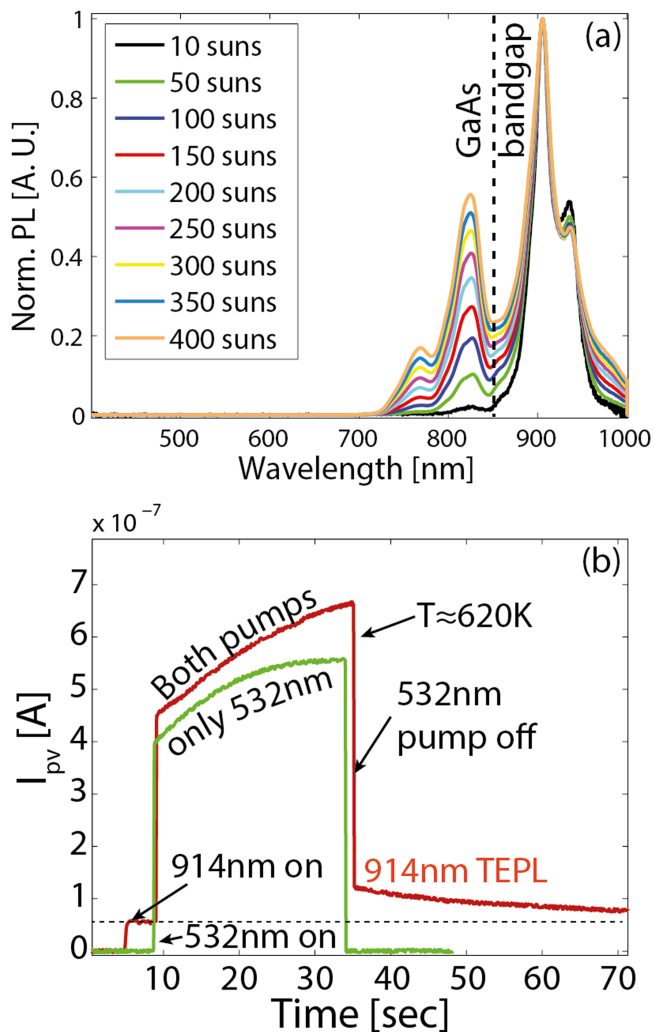 (a)
10 suns
50 suns
100 suns
150 suns
200 suns
250 suns
300 suns
350 suns
400 suns
GaAs
bandgap
Norm. PL [A. U.]
1
0.8
0.6
0.4
0.2
0
500 600 700 800 900 1000
Wavelength [nm]
x 10⁻⁷
(b)
7
6
5
4
3
2
1
0
I_pv [A]
Both pumps
only 532nm
T≈620K
532nm
pump off
914nm on
914nm TEPL
532nm on
10 20 30 40 50 60 70
Time [sec]